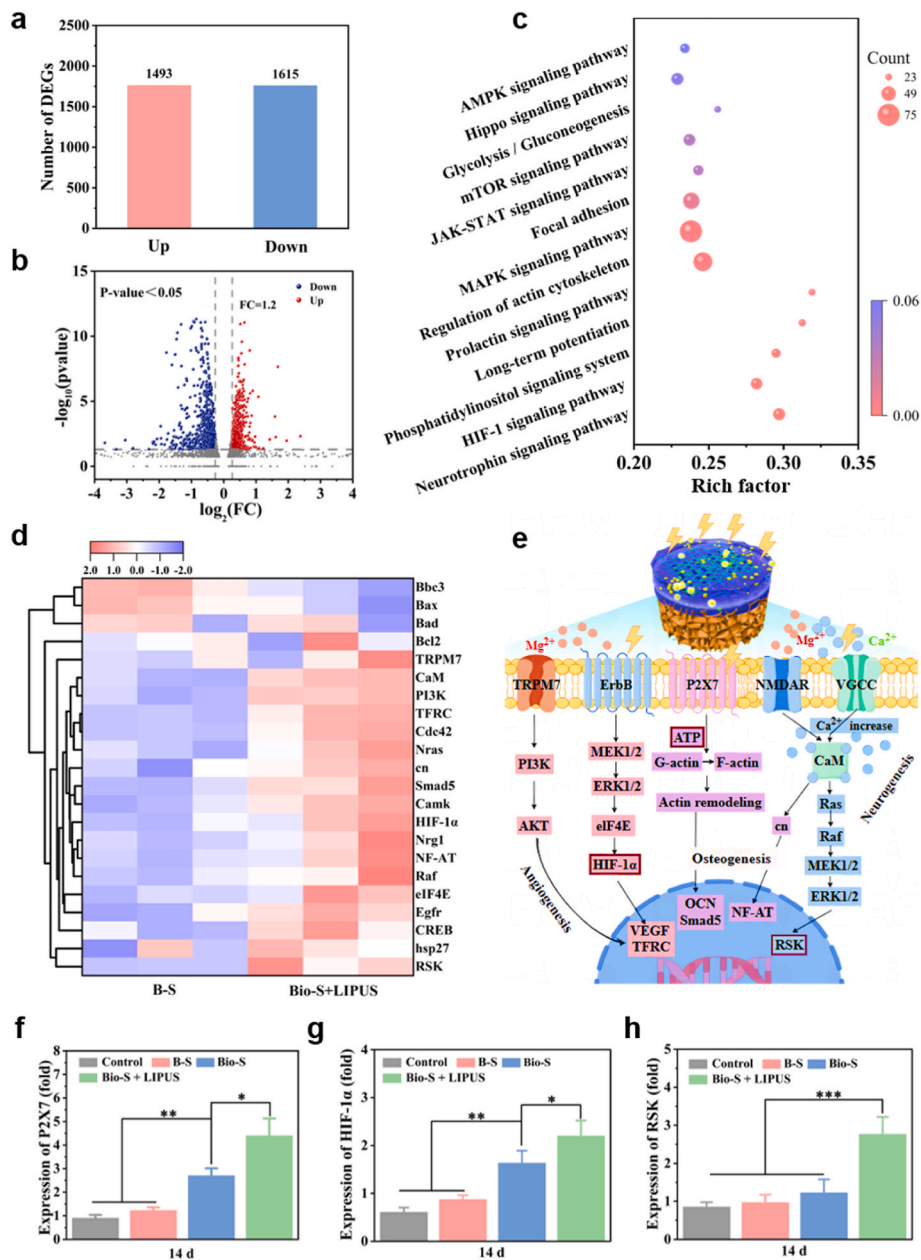 a
2500
2250
2000
1750
1500
1250
1000
750
500
250
0
Number of DEGs
1493
1615
Up
Down
b
15
10
5
0
-log10(pvalue)
P-value<0.05
FC=1.2
Down
Up
-4 -3 -2 -1 0 1 2 3 4
log2(FC)
c
AMPK signaling pathway
Hippo signaling pathway
Glycolysis / Gluconeogenesis
mTOR signaling pathway
JAK-STAT signaling pathway
Focal adhesion
MAPK signaling pathway
Regulation of actin cytoskeleton
Prolactin signaling pathway
Long-term potentiation
Phosphatidylinositol signaling system
HIF-1 signaling pathway
Neurotrophin signaling pathway
0.20 0.25 0.30 0.35
Rich factor
Count
23
49
75
0.06
0.00
d
2.0 1.0 0 -1.0 -2.0
Bbc3
Bax
Bad
Bcl2
TRPM7
CaM
PI3K
TFRC
Cdc42
Nras
cn
Smad5
Camk
HIF-1α
Nrg1
NF-AT
Raf
eIF4E
Egfr
CREB
hsp27
RSK
B-S
Bio-S+LIPUS
e
Mg2+
Mg2+
Ca2+
TRPM7
ErbB
P2X7
NMDAR
VGCC
Ca2+ increase
PI3K
AKT
Angiogenesis
MEK1/2
ERK1/2
eIF4E
HIF-1α
VEGF
TFRC
ATP
G-actin
F-actin
Actin remodeling
Osteogenesis
OCN
Smad5
CaM
cn
NF-AT
Ras
Raf
MEK1/2
ERK1/2
RSK
Neurogenesis
f
Control B-S Bio-S
Bio-S + LIPUS
Expression of P2X7 (fold)
8
7
6
5
4
3
2
1
0
**
*
14 d
g
Control B-S Bio-S
Bio-S + LIPUS
Expression of HIF-1α (fold)
4
3
2
1
0
**
*
14 d
h
Control B-S Bio-S
Bio-S + LIPUS
Expression of RSK (fold)
5
4
3
2
1
0
***
14 d